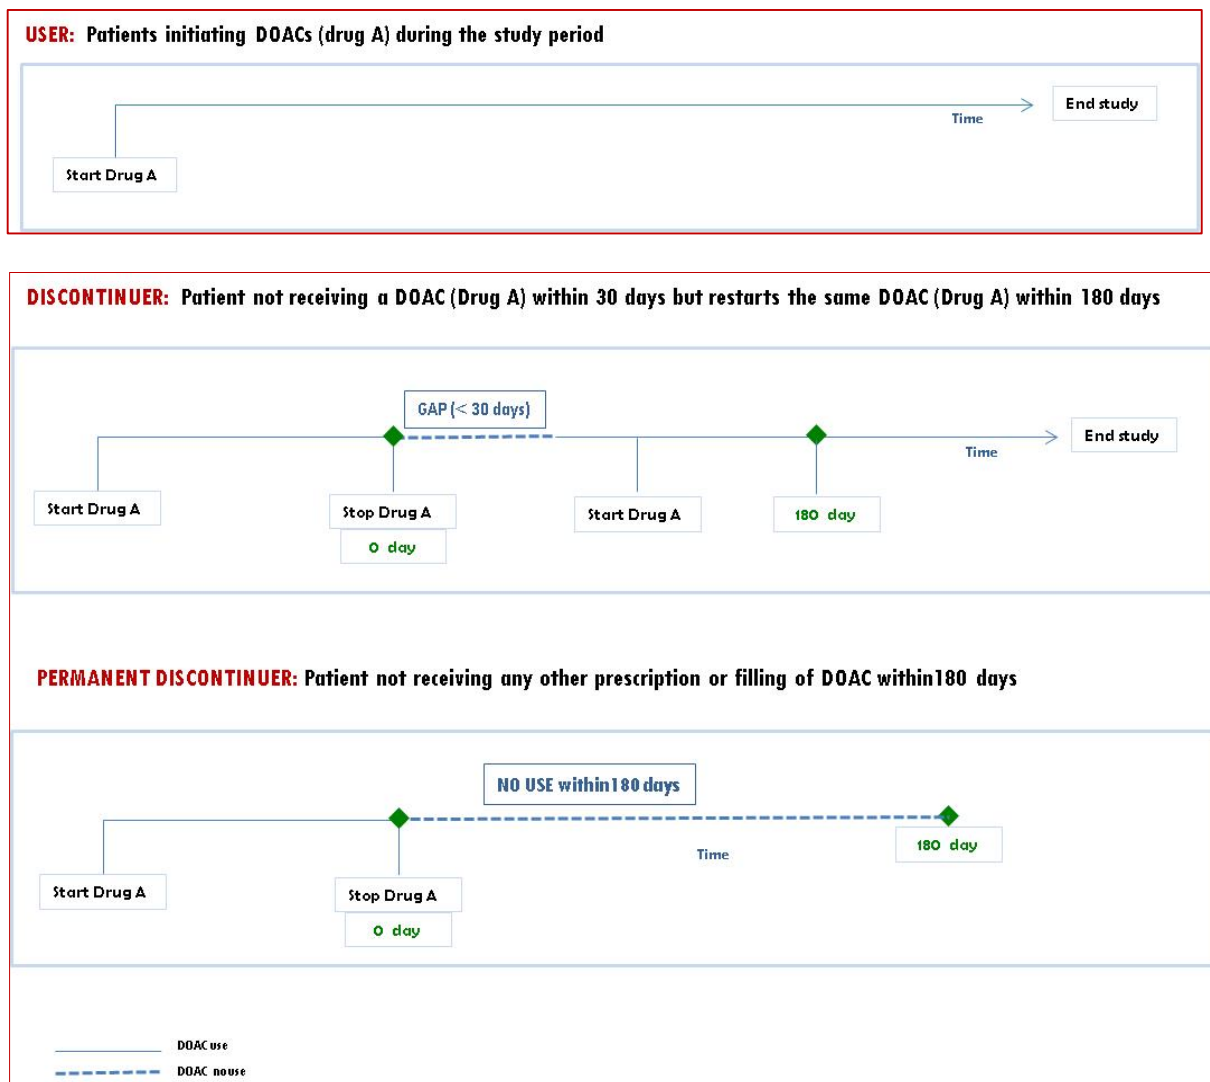 USER: Patients initiating DOACs (drug A) during the study period
End study
Time
Start Drug A
DISCONTINUER: Patient not receiving a DOAC (Drug A) within 30 days but restarts the same DOAC (Drug A) within 180 days
GAP (< 30 days)
End study
Time
Start Drug A
Stop Drug A
Start Drug A
180 day
0 day
PERMANENT DISCONTINUER: Patient not receiving any other prescription or filling of DOAC within180 days
NO USE within180 days
180 day
Time
Start Drug A
Stop Drug A
0 day
DOAC use
DOAC nouse